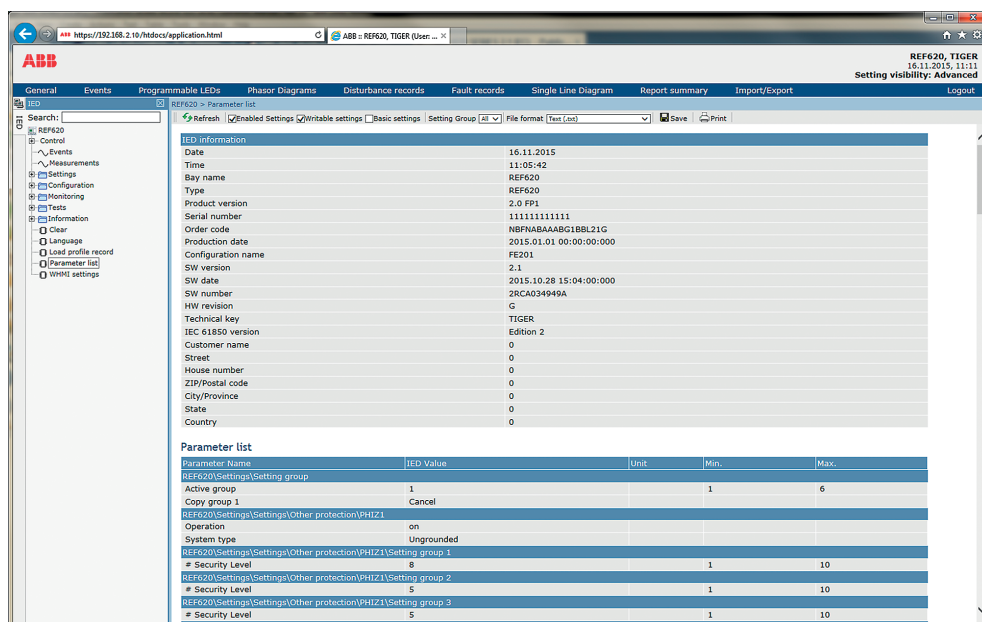 https://192.168.2.10/htdocs/application.html
ABB :: REF620, TIGER (User: ...
ABB
REF620, TIGER
16.11.2015, 11:11
Setting visibility: Advanced
General Events Programmable LEDs Phasor Diagrams Disturbance records Fault records Single Line Diagram Report summary Import/Export Logout
IED
REF620 > Parameter list
IED
Search:
Refresh Enabled Settings Writable settings Basic settings Setting Group All File format Text (.txt) Save Print
REF620
Control
Events
Measurements
Settings
Configuration
Monitoring
Tests
Information
Clear
Language
Load profile record
Parameter list
WHMI settings
IED information
Date 16.11.2015
Time 11:05:42
Bay name REF620
Type REF620
Product version 2.0 FP1
Serial number 111111111111
Order code NBFNABAAABG1BBL21G
Production date 2015.01.01 00:00:00:000
Configuration name FE201
SW version 2.1
SW date 2015.10.28 15:04:00:000
SW number 2RCA034949A
HW revision G
Technical key TIGER
IEC 61850 version Edition 2
Customer name 0
Street 0
House number 0
ZIP/Postal code 0
City/Province 0
State 0
Country 0
Parameter list
Parameter Name IED Value Unit Min. Max.
REF620\Settings\Setting group
Active group 1 1 6
Copy group 1 Cancel
REF620\Settings\Settings\Other protection\PHIZ1
Operation on
System type Ungrounded
REF620\Settings\Settings\Other protection\PHIZ1\Setting group 1
# Security Level 8 1 10
REF620\Settings\Settings\Other protection\PHIZ1\Setting group 2
# Security Level 5 1 10
REF620\Settings\Settings\Other protection\PHIZ1\Setting group 3
# Security Level 5 1 10